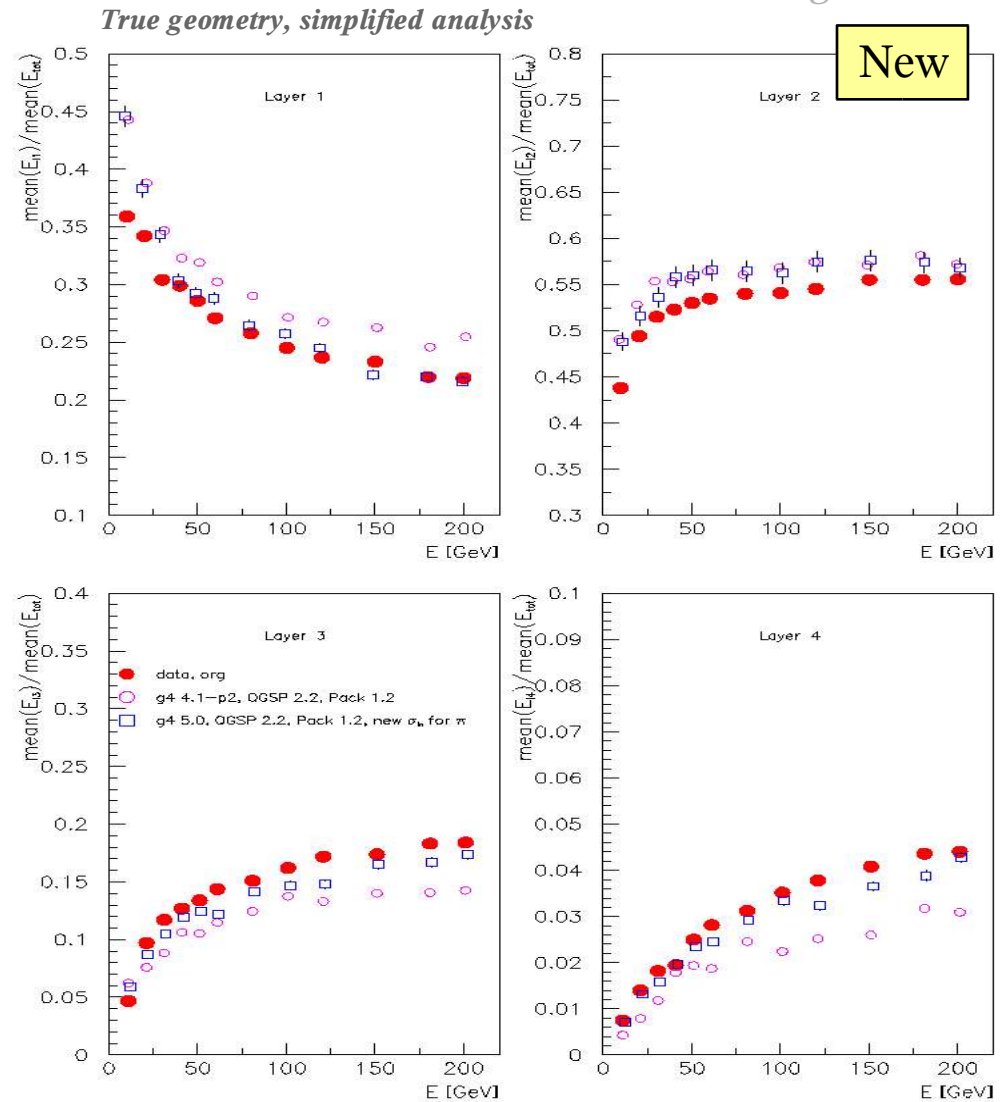 True geometry, simplified analysis
New
mean(E_l1)/mean(E_tot)
Layer 1
0.5
0.45
0.4
0.35
0.3
0.25
0.2
0.15
0.1
0 50 100 150 200
E [GeV]
mean(E_l2)/mean(E_tot)
Layer 2
0.8
0.75
0.7
0.65
0.6
0.55
0.5
0.45
0.4
0.35
0.3
0 50 100 150 200
E [GeV]
mean(E_l3)/mean(E_tot)
Layer 3
data, org
g4 4.1-p2, QGSP 2.2, Pack 1.2
g4 5.0, QGSP 2.2, Pack 1.2, new σ_h for π
0.4
0.35
0.3
0.25
0.2
0.15
0.1
0.05
0
0 50 100 150 200
E [GeV]
mean(E_l4)/mean(E_tot)
Layer 4
0.1
0.09
0.08
0.07
0.06
0.05
0.04
0.03
0.02
0.01
0
0 50 100 150 200
E [GeV]